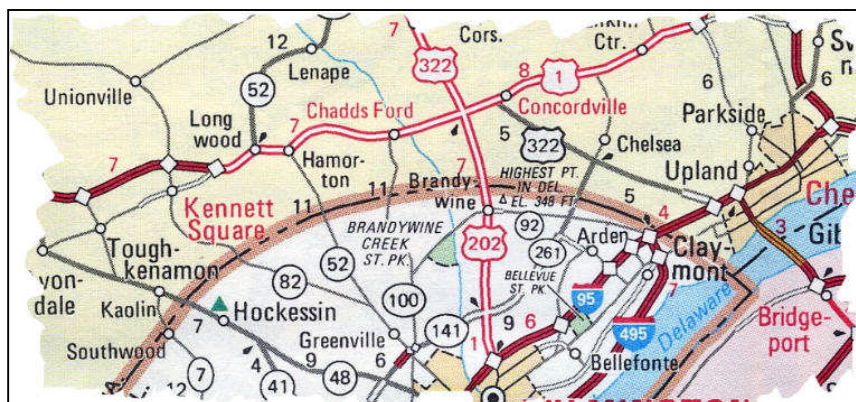 7
Cors.
Ctr.
12
Lenape
322
8
1
6
6
Unionville
52
Long
wood
Chadds Ford
Concordville
Parkside
7
5
322
Chelsea
Hamor-
ton
7
HIGHEST PT.
IN DEL.
EL. 348 FT.
Upland
7
11
11
Brandy-
wine
5
4
Kennett
Square
BRANDYWINE
CREEK
ST. PK.
92
261
Arden
Clay-
mont
3
Tough-
kenamon
202
BELLEVUE
ST. PK.
52
82
yon-
dale
Kaolin
100
95
7
Delaware
Bridge-
port
Hockessin
7
Greenville
141
9
6
495
Southwood
6
1
Bellefonte
4
9
7
12
41
48